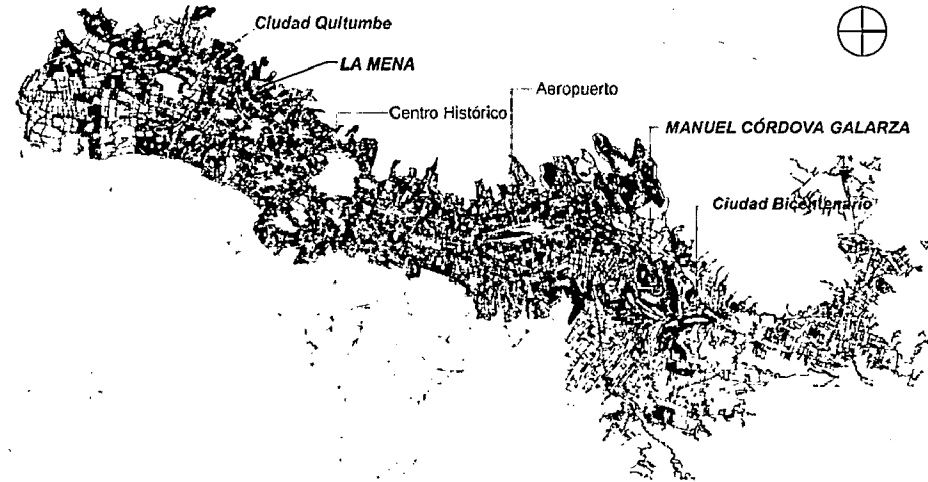 Ciudad Quitumbe
LA MENA
Aeropuerto
Centro Histórico
MANUEL CÓRDOVA GALARZA
Ciudad Bicentenario